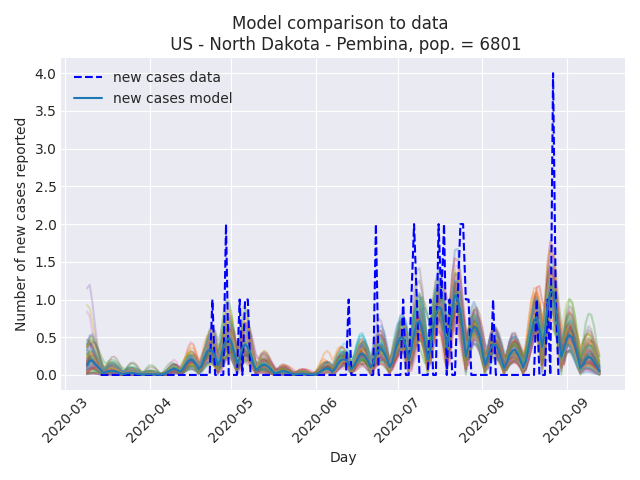 Model comparison to data
US - North Dakota - Pembina, pop. = 6801
new cases data
new cases model
Number of new cases reported
4.0
3.5
3.0
2.5
2.0
1.5
1.0
0.5
0.0
2020-03
2020-04
2020-05
2020-06
2020-07
2020-08
2020-09
Day